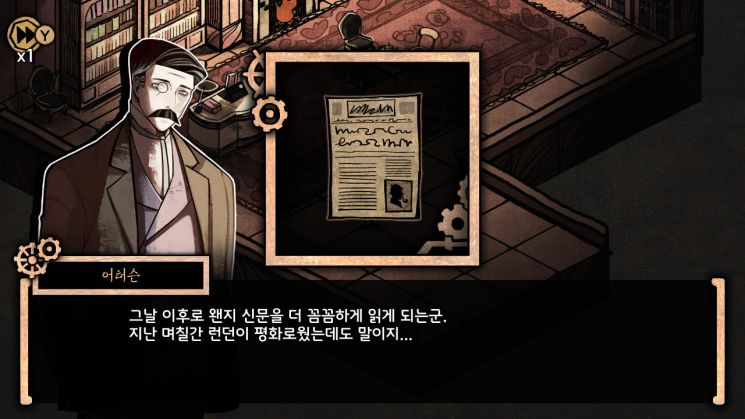 Y
x1
어터슨
그날 이후로 왠지 신문을 더 꼼꼼하게 읽게 되는군.
지난 며칠간 런던이 평화로웠는데도 말이지...